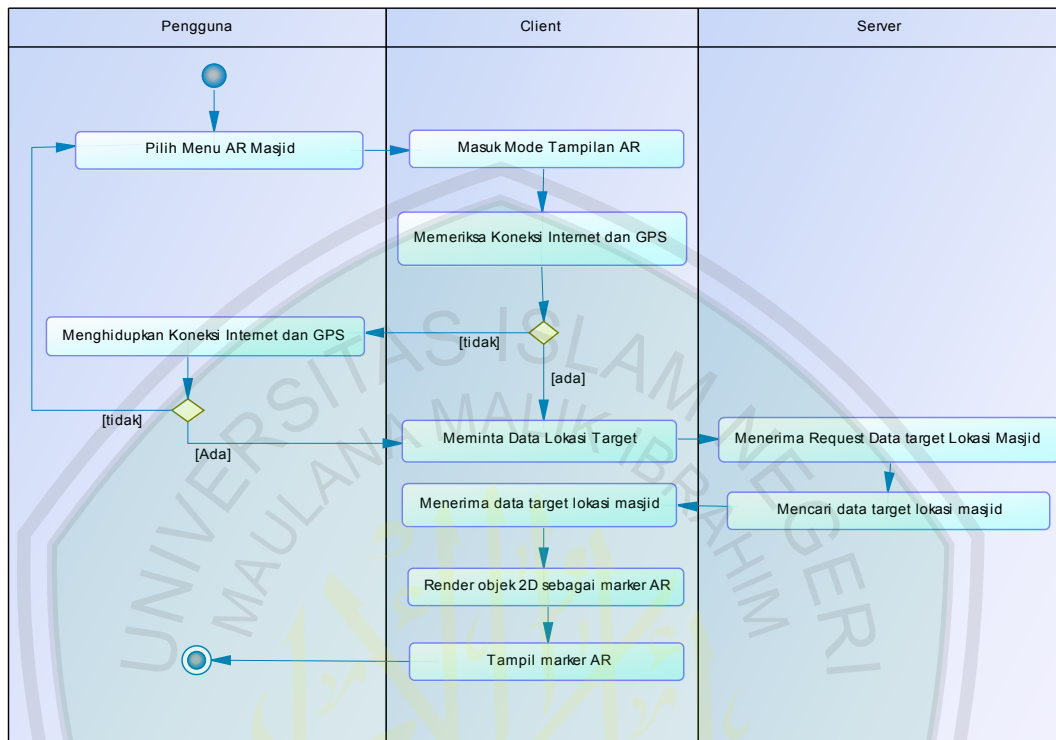 Pengguna
Client
Server
Pilih Menu AR Masjid
Masuk Mode Tampilan AR
Memeriksa Koneksi Internet dan GPS
Menghidupkan Koneksi Internet dan GPS
[tidak]
[ada]
[tidak]
[Ada]
Meminta Data Lokasi Target
Menerima Request Data target Lokasi Masjid
Menerima data target lokasi masjid
Mencari data target lokasi masjid
Render objek 2D sebagai marker AR
Tampil marker AR
UNIVERSITAS ISLAM NEGERI
MAULANA MALIK IBRAHIM